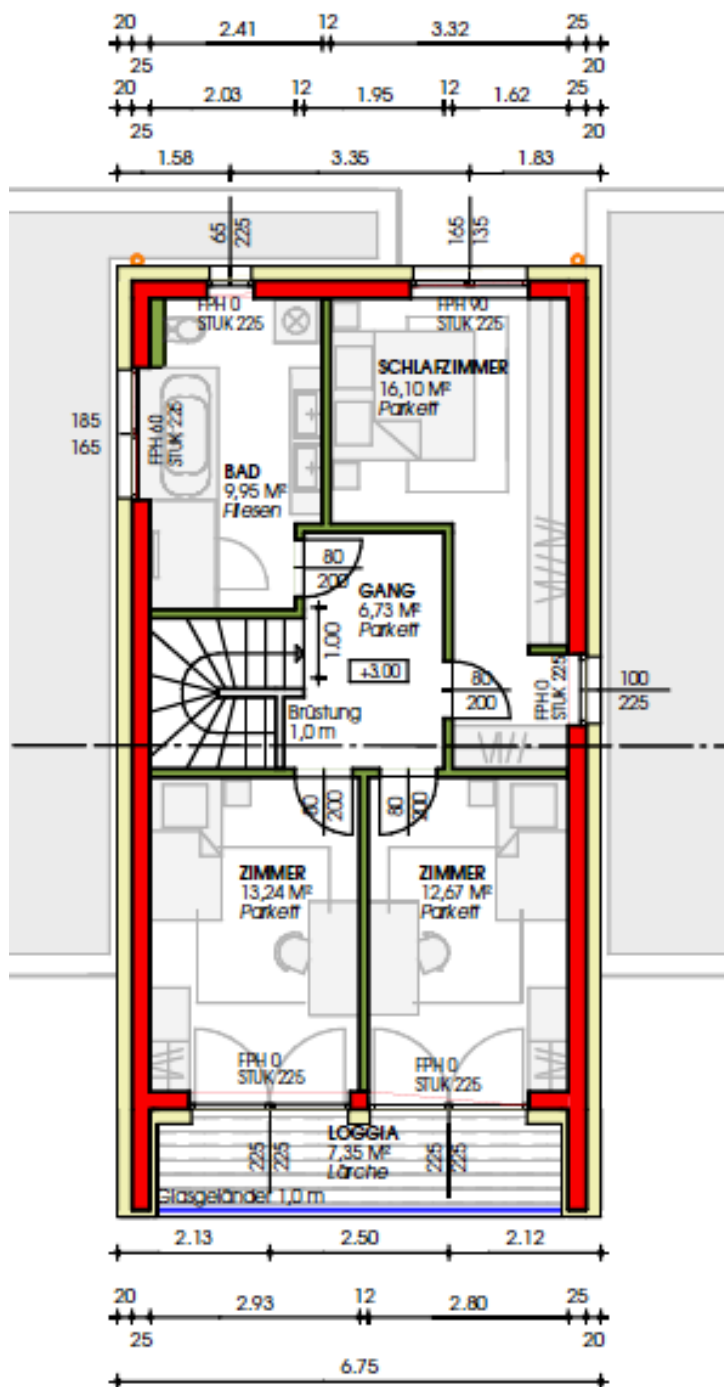 20 2.41 12 3.32 25
25 20
20 2.03 12 1.95 12 1.62 25
25 20
1.58 3.35 1.83
65
225
165
135
FPH 0
STUK 225
FPH 90
STUK 225
SCHLAFZIMMER
16,10 M²
Parkett
185
165
FPH 60
STUK 225
BAD
9,95 M²
Fliesen
80
200
GANG
6,73 M²
Parkett
1.00
+3.00
80
200
FPH 0
STUK 225
100
225
Brüstung
1,0 m
80
200
80
200
ZIMMER
13,24 M²
Parkett
ZIMMER
12,67 M²
Parkett
FPH 0
STUK 225
FPH 0
STUK 225
LOGGIA
7,35 M²
Lärche
225
225
225
225
Glasgeländer 1,0 m
2.13 2.50 2.12
20 2.93 12 2.80 25
25 20
6.75